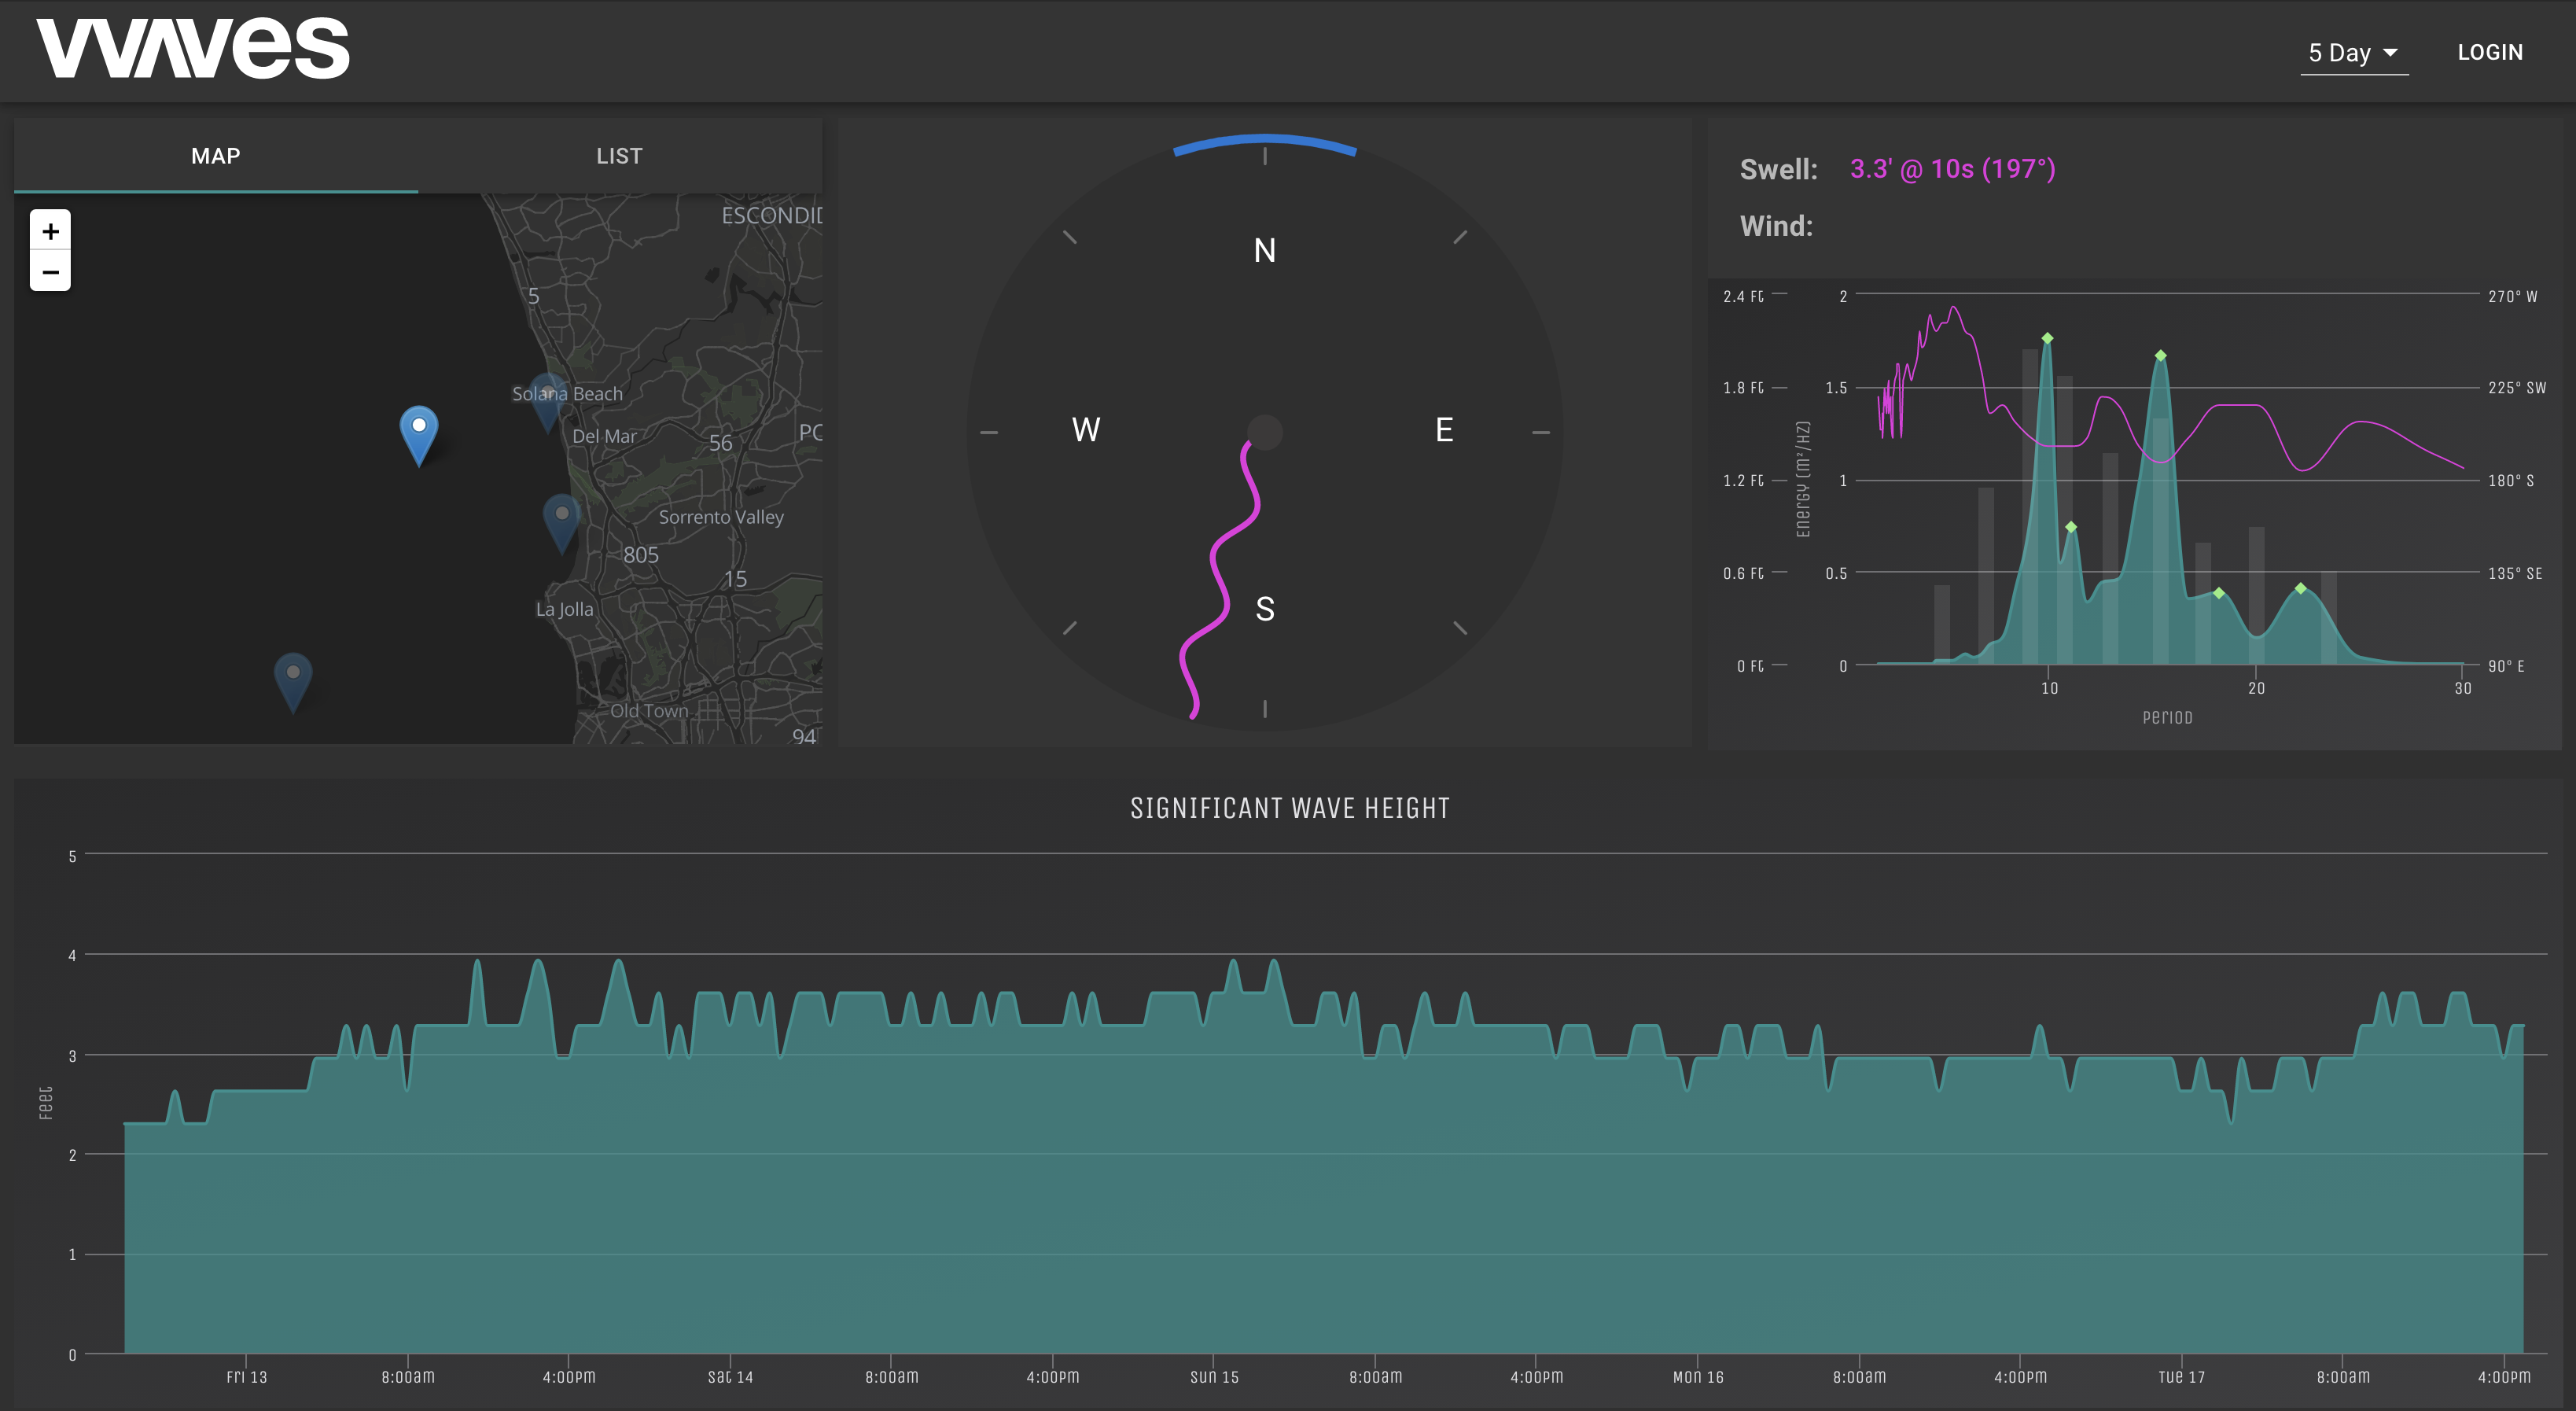 waves
5 Day
LOGIN
MAP
LIST
+
−
ESCONDID
5
Solana Beach
Del Mar
56
PO
Sorrento Valley
805
15
La Jolla
Old Town
94
N
W
E
S
Swell: 3.3' @ 10s (197°)
Wind:
2.4 Ft
2
270° W
1.8 Ft
1.5
225° SW
1.2 Ft
1
180° S
0.6 Ft
0.5
135° SE
0 Ft
0
90° E
Energy (m²/HZ)
10
20
30
Period
SIGNIFICANT WAVE HEIGHT
5
4
3
2
1
0
Feet
Fri 13
8:00am
4:00pm
Sat 14
8:00am
4:00pm
Sun 15
8:00am
4:00pm
Mon 16
8:00am
4:00pm
Tue 17
8:00am
4:00pm